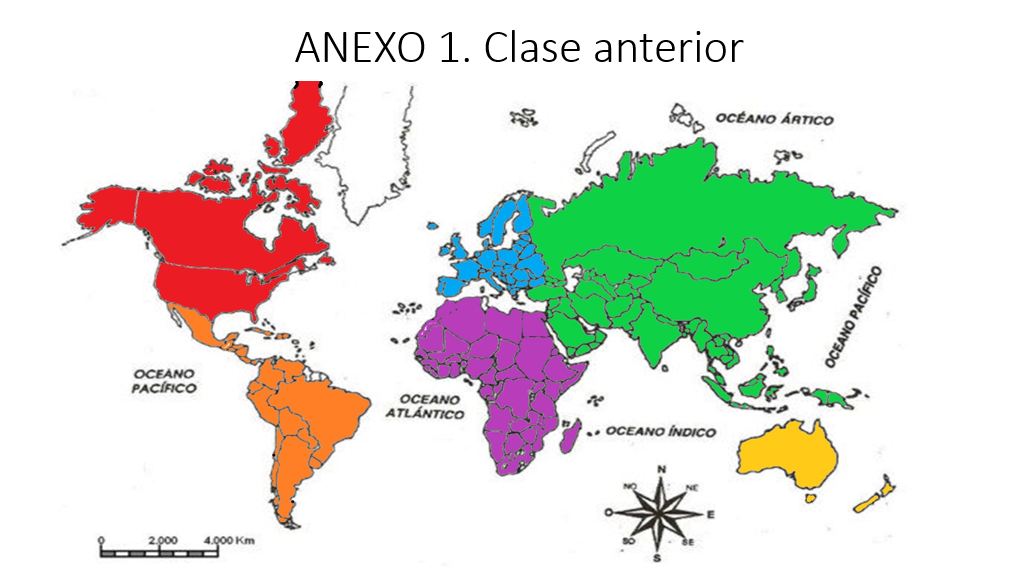 ANEXO 1. Clase anterior
OCÉANO ÁRTICO
OCEANO PACÍFICO
OCEANO
PACÍFICO
OCEANO
ATLÁNTICO
OCEANO ÍNDICO
N
NO NE
O E
SO SE
S
0 2.000 4.000 Km